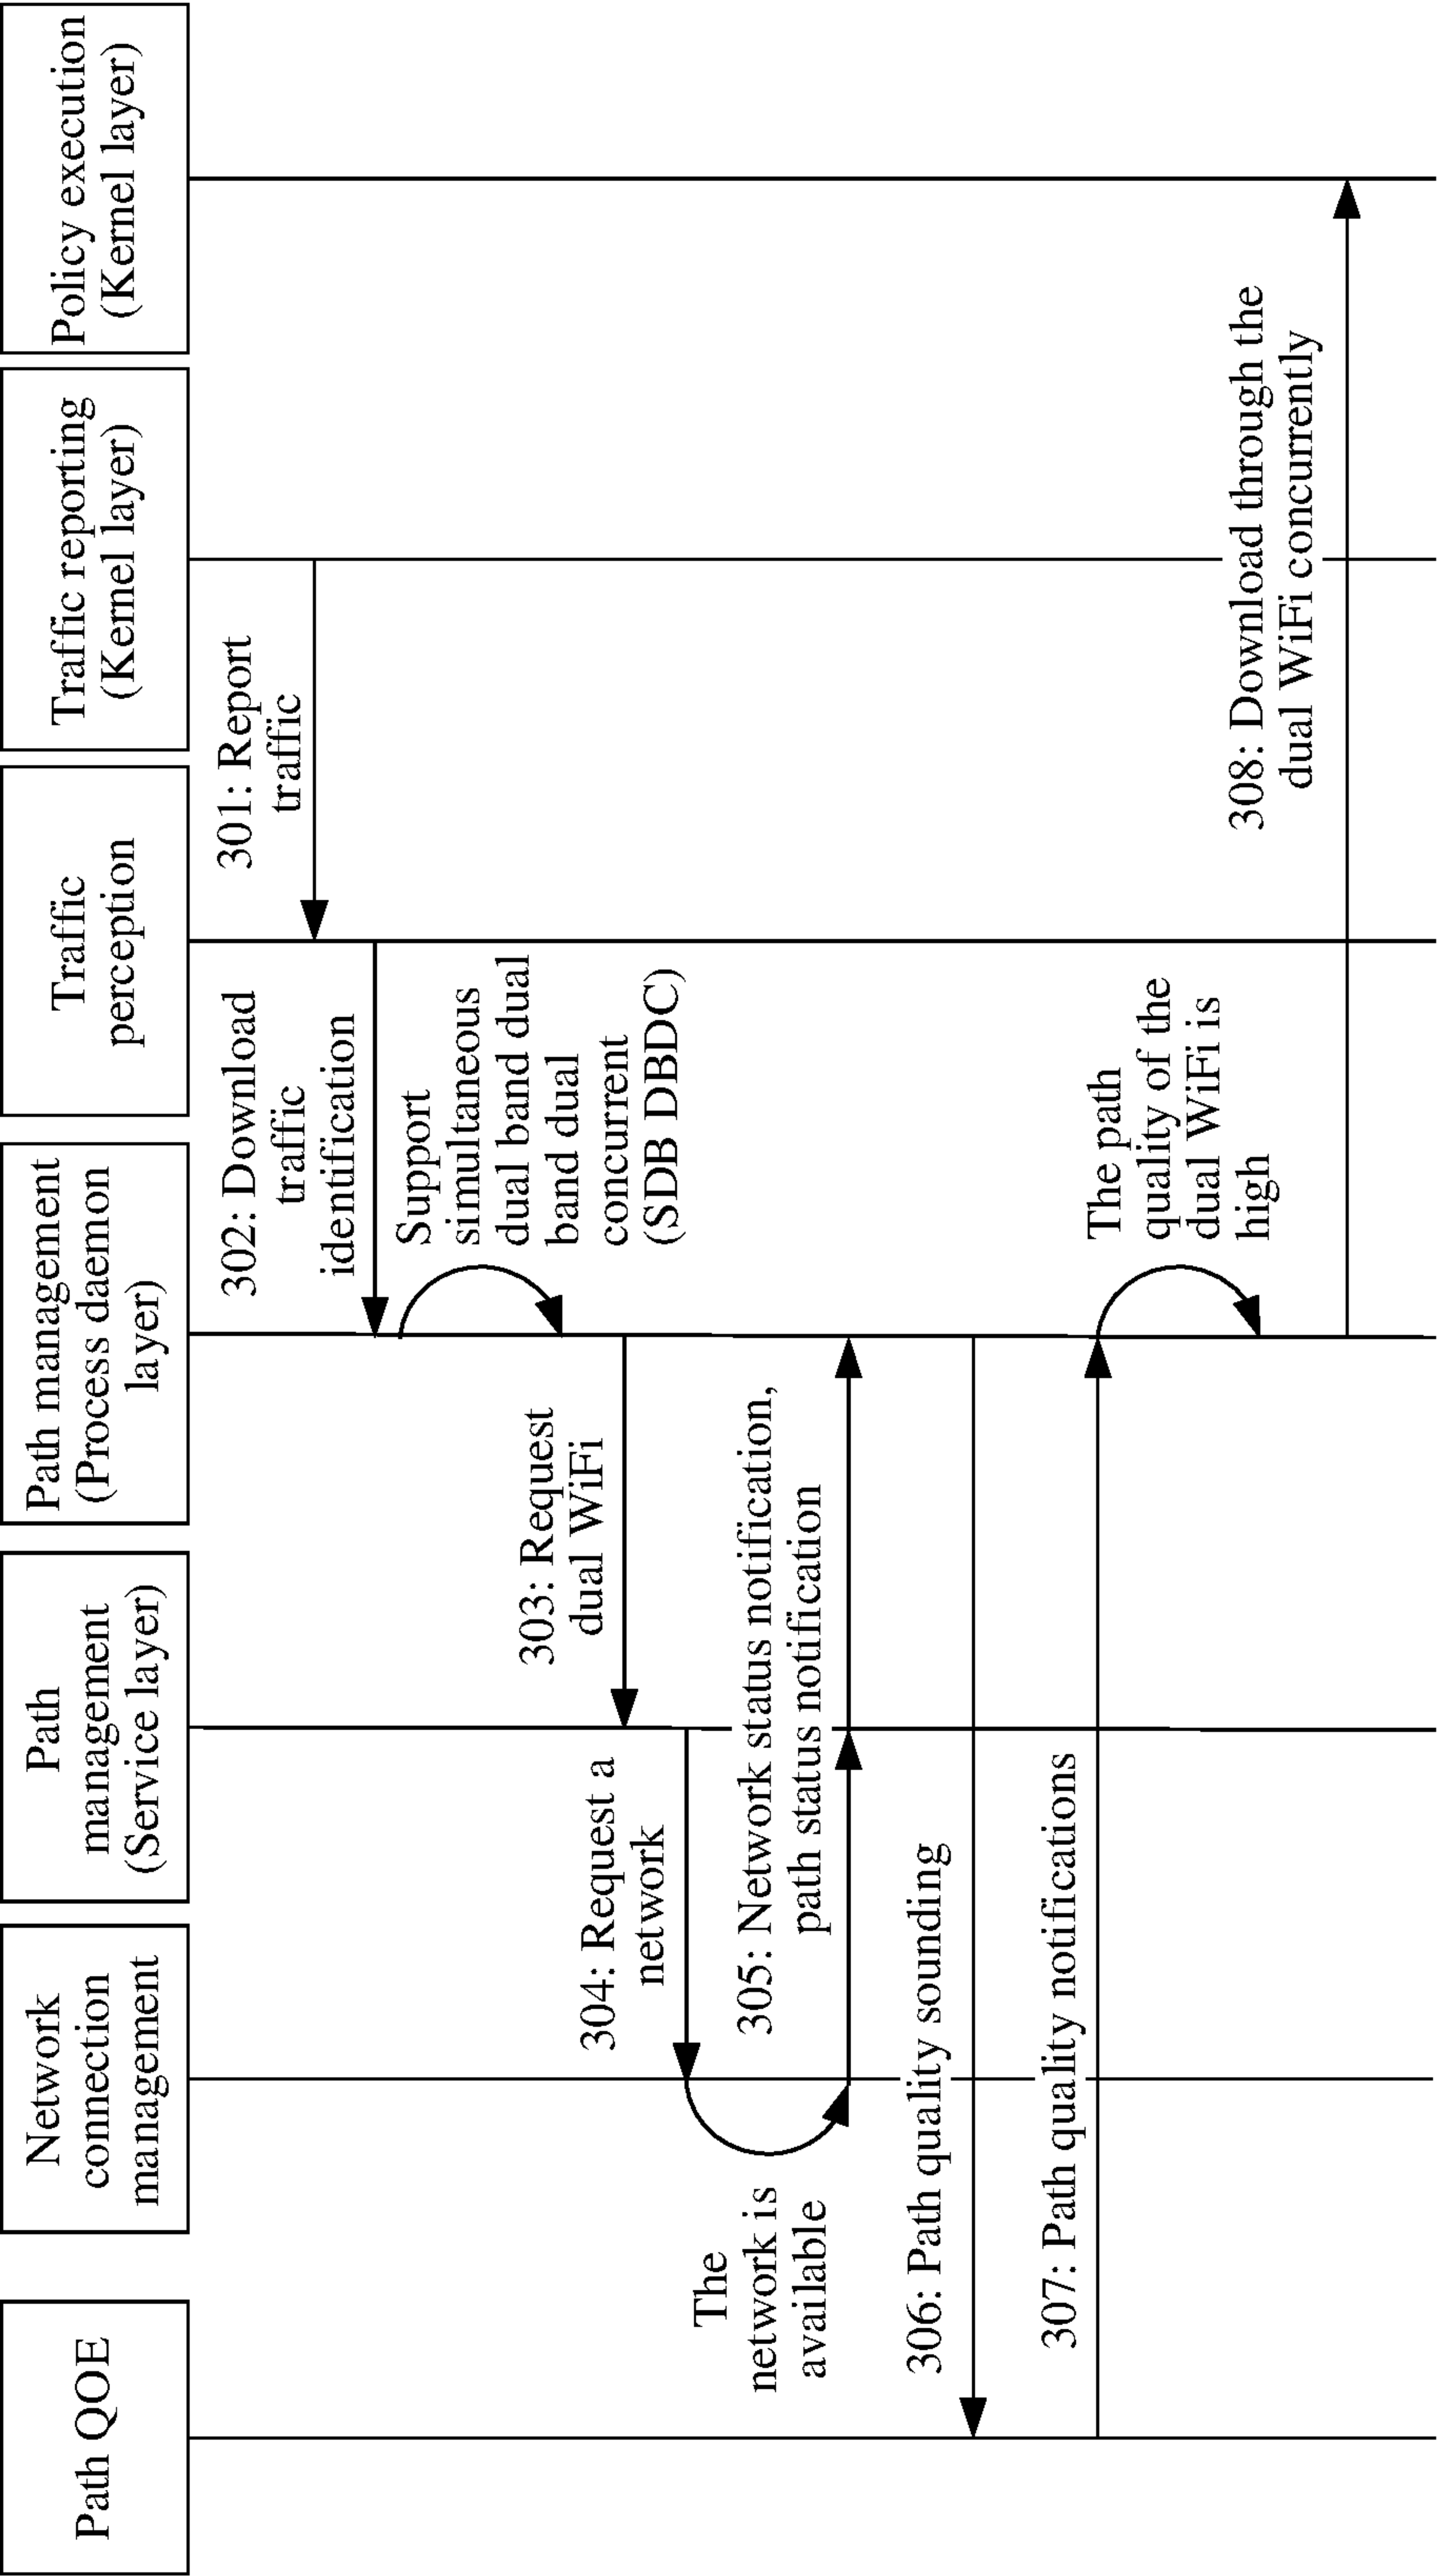 Path QOE
Network
connection
management
Path
management
(Service layer)
Path management
(Process daemon
layer)
Traffic
perception
Traffic reporting
(Kernel layer)
Policy execution
(Kernel layer)
301: Report
traffic
302: Download
traffic
identification
Support
simultaneous
dual band dual
band dual
concurrent
(SDB DBDC)
303: Request
dual WiFi
304: Request a
network
The
network is
available
305: Network status notification,
path status notification
306: Path quality sounding
307: Path quality notifications
The path
quality of the
dual WiFi is
high
308: Download through the
dual WiFi concurrently